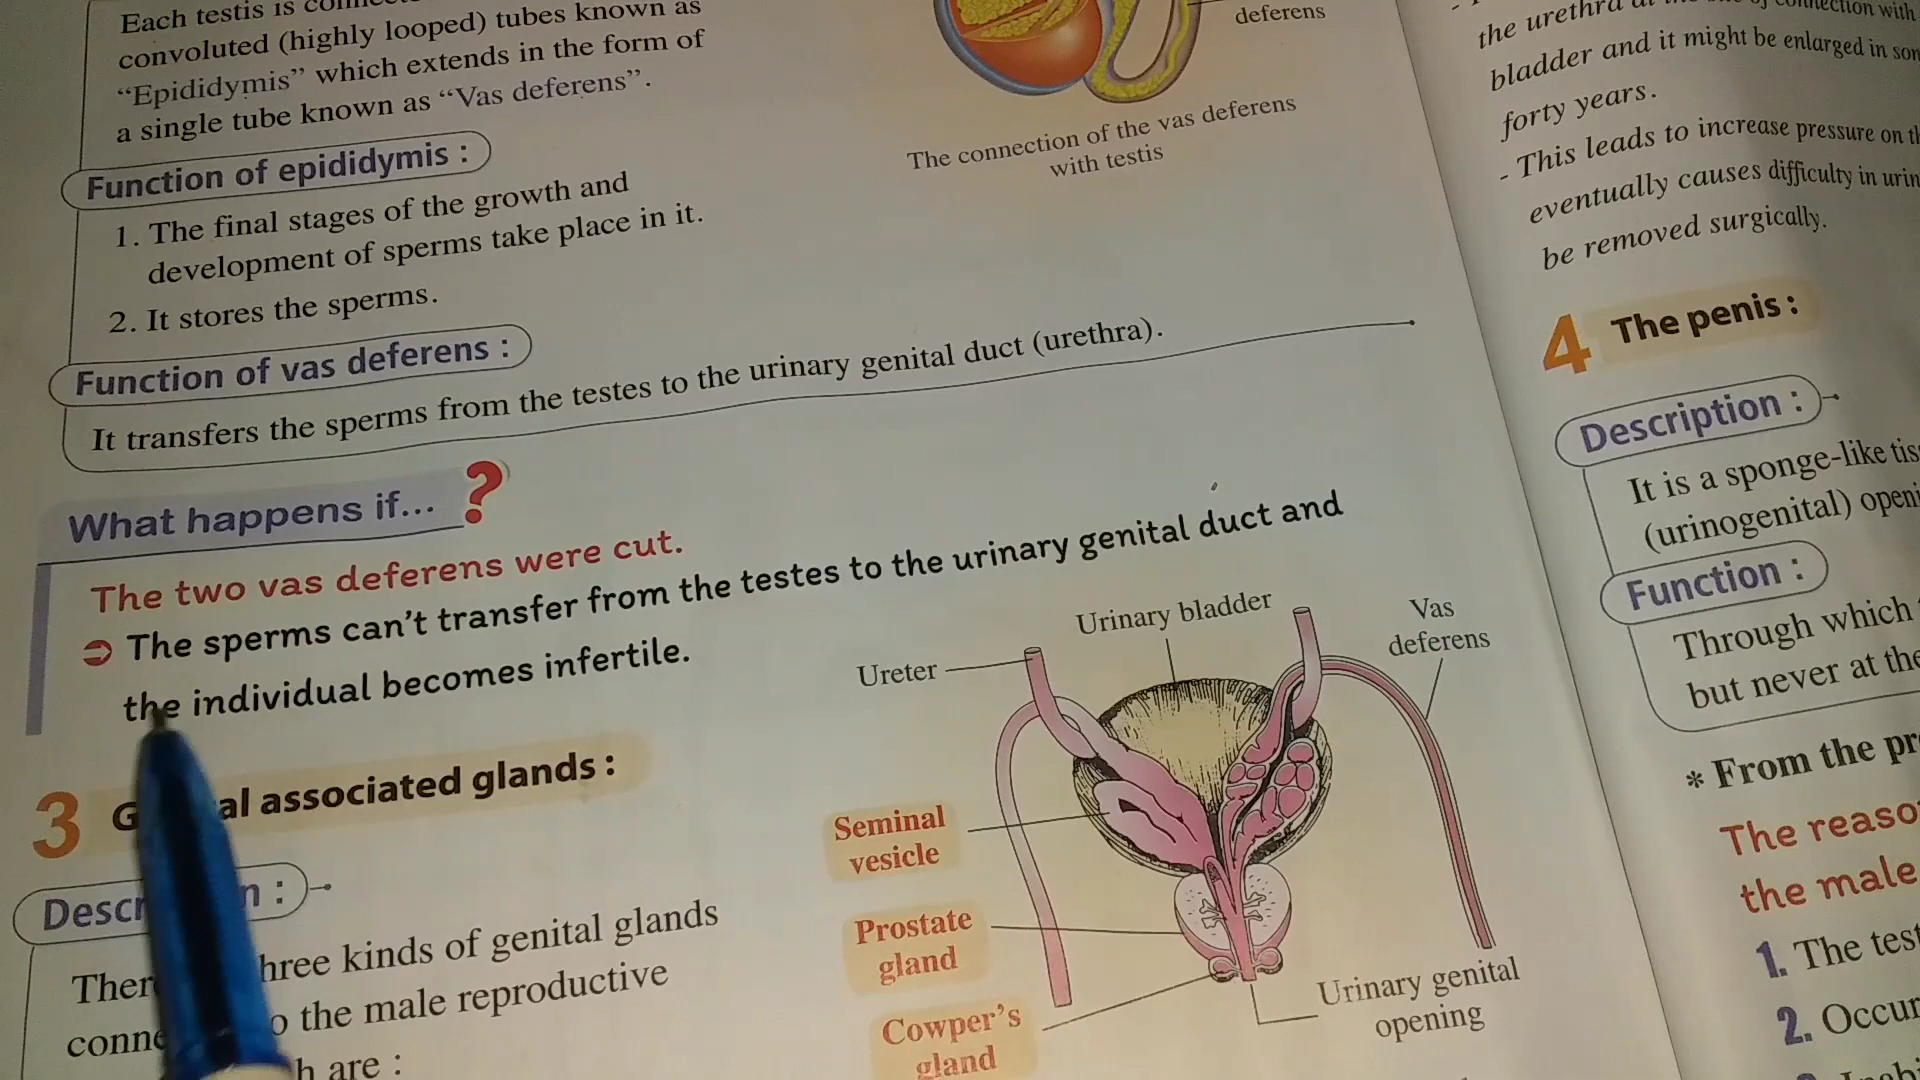 Each testis is
convoluted (highly looped) tubes known as
“Epididymis” which extends in the form of
a single tube known as “Vas deferens”.
Function of epididymis :
1. The final stages of the growth and
development of sperms take place in it.
2. It stores the sperms.
Function of vas deferens :
It transfers the sperms from the testes to the urinary genital duct (urethra).
What happens if... ?
The two vas deferens were cut.
The sperms can't transfer from the testes to the urinary genital duct and
the individual becomes infertile.
3 associated glands :
kinds of genital glands
the male reproductive
are :
deferens
The connection of the vas deferens
with testis
Ureter
Urinary bladder
Vas
deferens
Seminal
vesicle
Prostate
gland
Cowper's
gland
Urinary genital
opening
the urethra with
bladder and it might be enlarged in
forty years.
- This leads to increase pressure on
eventually causes difficulty in
be removed surgically.
4 The penis :
Description :
It is a sponge-like
(urinogenital)
Function :
Through which
but never at
* From the
The
the male
1. The
2.